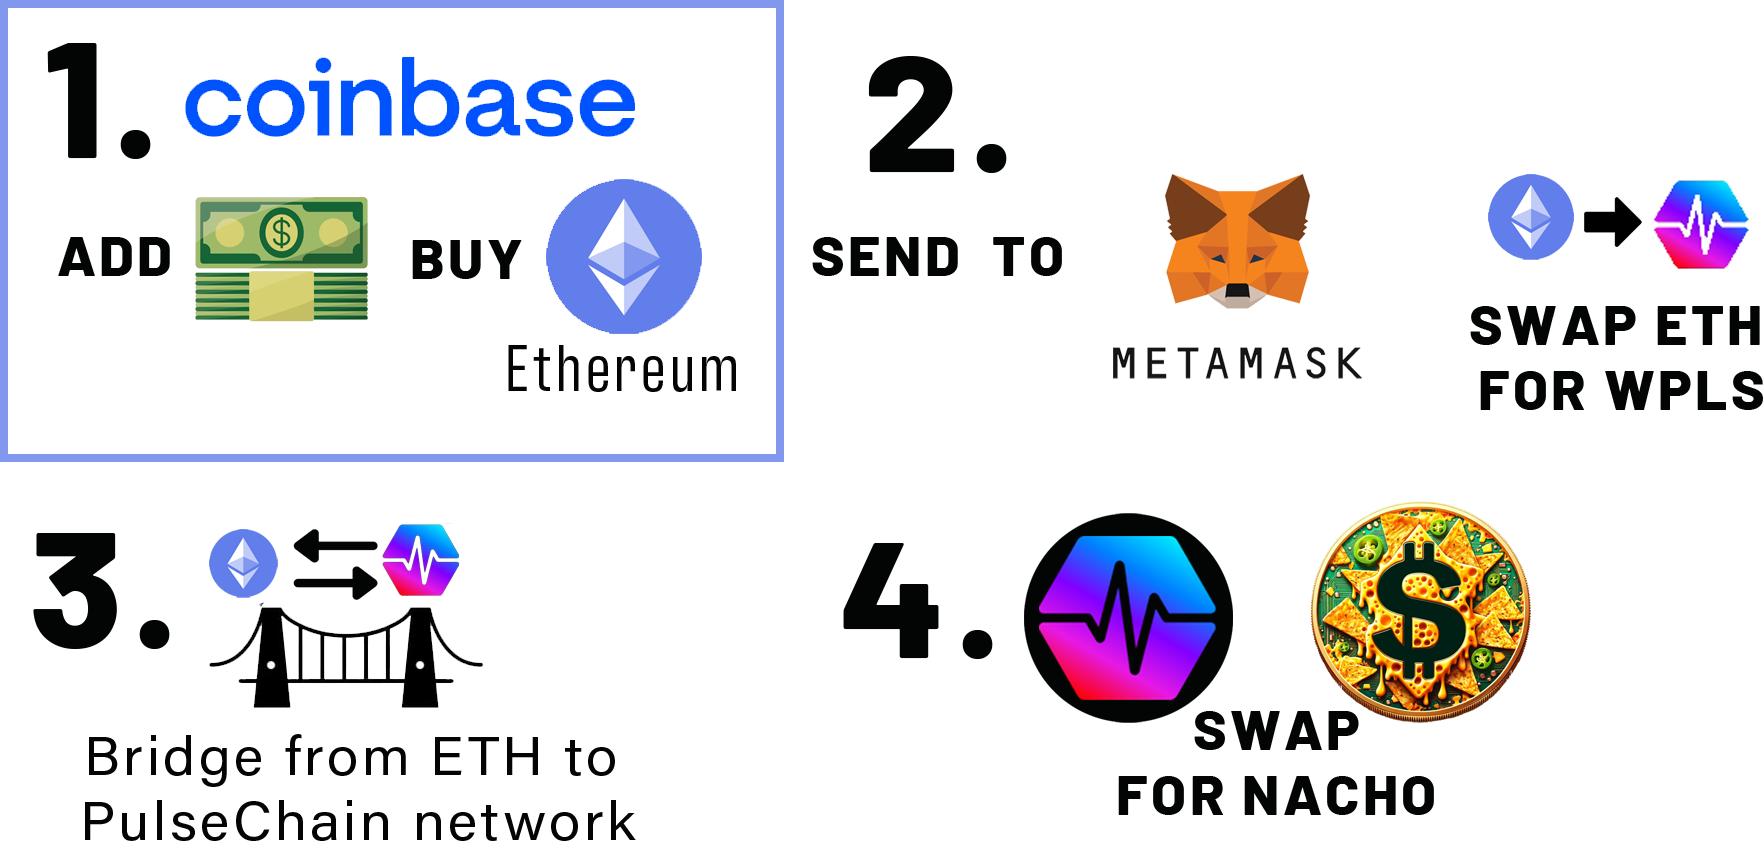 1. coinbase
ADD $ BUY
Ethereum
2.
SEND TO
METAMASK
SWAP ETH
FOR WPLS
3.
Bridge from ETH to
PulseChain network
4.
$
SWAP
FOR NACHO